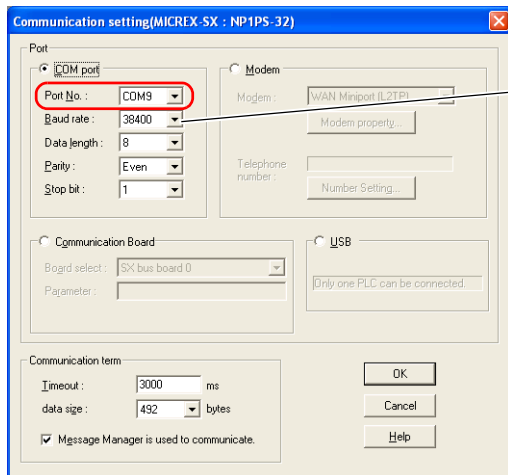 Communication setting(MICREX-SX : NP1PS-32)
Port
COM port
Port No. : COM9
Baud rate : 38400
Data length : 8
Parity : Even
Stop bit : 1
Modem
Modem : WAN Miniport (L2TP)
Modem property...
Telephone
number :
Number Setting...
Communication Board
Board select : SX bus board 0
Parameter :
USB
Only one PLC can be connected.
Communication term
Timeout : 3000 ms
data size : 492 bytes
Message Manager is used to communicate.
OK
Cancel
Help